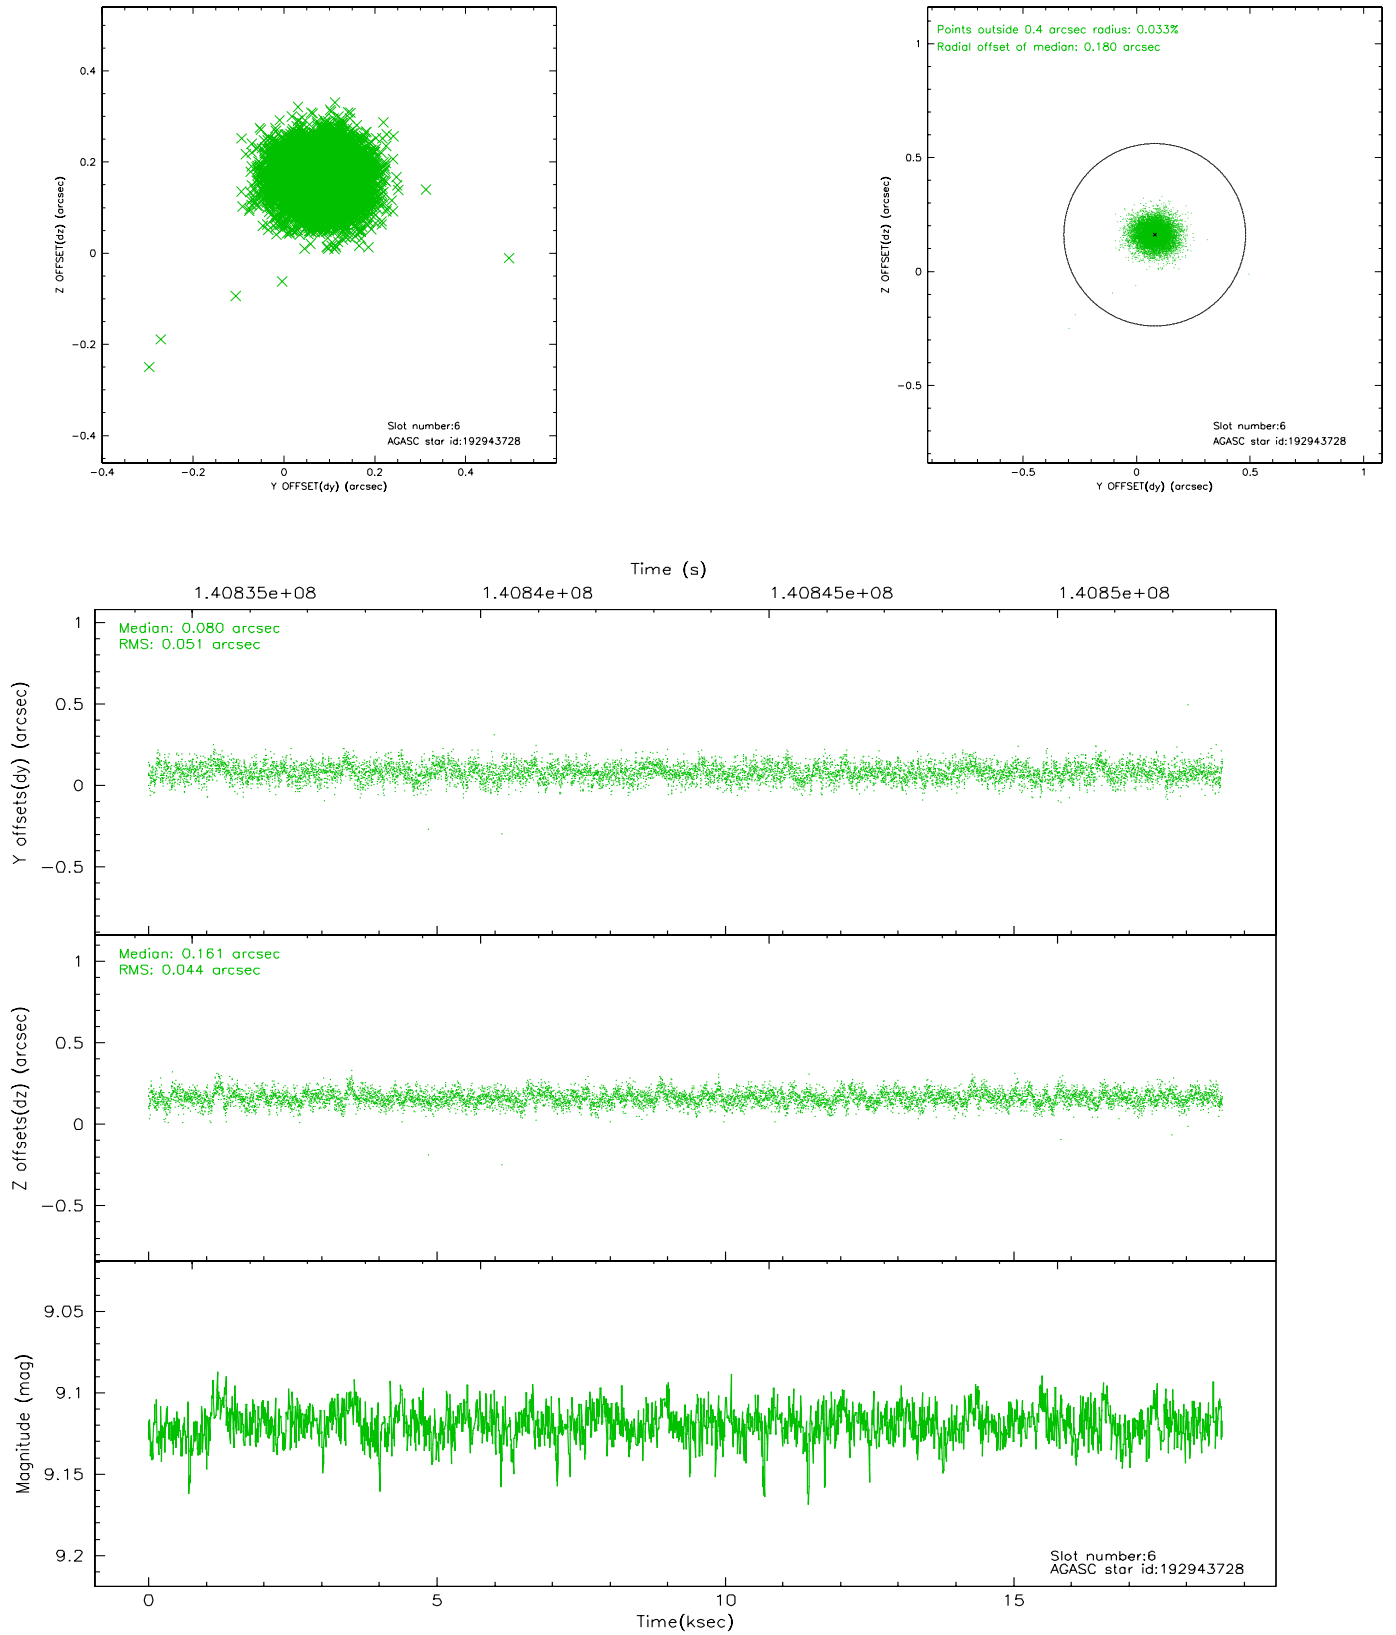 0.4
0.2
0
−0.2
−0.4
Z OFFSET(dz) (arcsec)
Slot number:6
AGASC star id:192943728
−0.4
−0.2
0
0.2
0.4
Y OFFSET(dy) (arcsec)
Points outside 0.4 arcsec radius: 0.033%
Radial offset of median: 0.180 arcsec
1
0.5
0
−0.5
Z OFFSET(dz) (arcsec)
Slot number:6
AGASC star id:192943728
−0.5
0
0.5
1
Y OFFSET(dy) (arcsec)
Time (s)
1.40835e+08
1.4084e+08
1.40845e+08
1.4085e+08
Median: 0.080 arcsec
RMS: 0.051 arcsec
1
0.5
0
−0.5
Y offsets(dy) (arcsec)
Median: 0.161 arcsec
RMS: 0.044 arcsec
1
0.5
0
−0.5
Z offsets(dz) (arcsec)
9.05
9.1
9.15
9.2
Magnitude (mag)
Slot number:6
AGASC star id:192943728
0
5
10
15
Time(ksec)